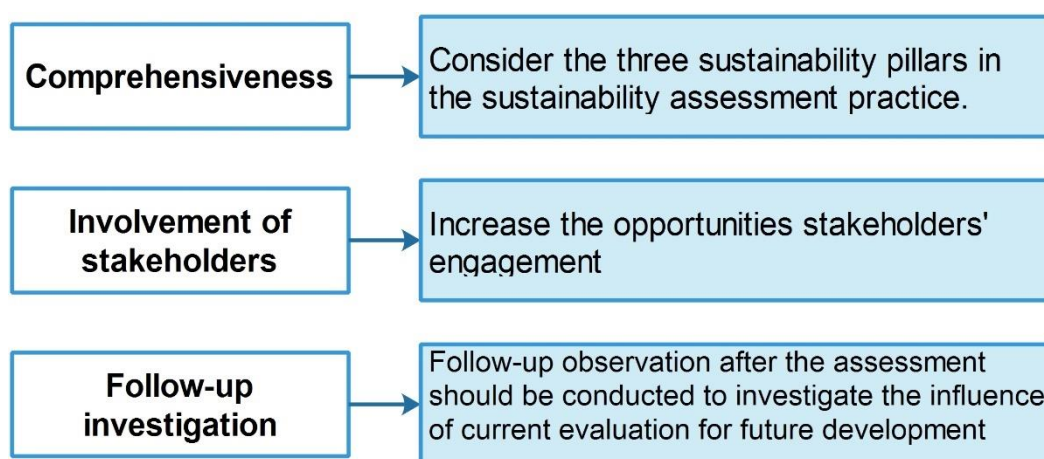 Comprehensiveness
Consider the three sustainability pillars in
the sustainability assessment practice.
Involvement of
stakeholders
Increase the opportunities stakeholders'
engagement
Follow-up
investigation
Follow-up observation after the assessment
should be conducted to investigate the influence
of current evaluation for future development